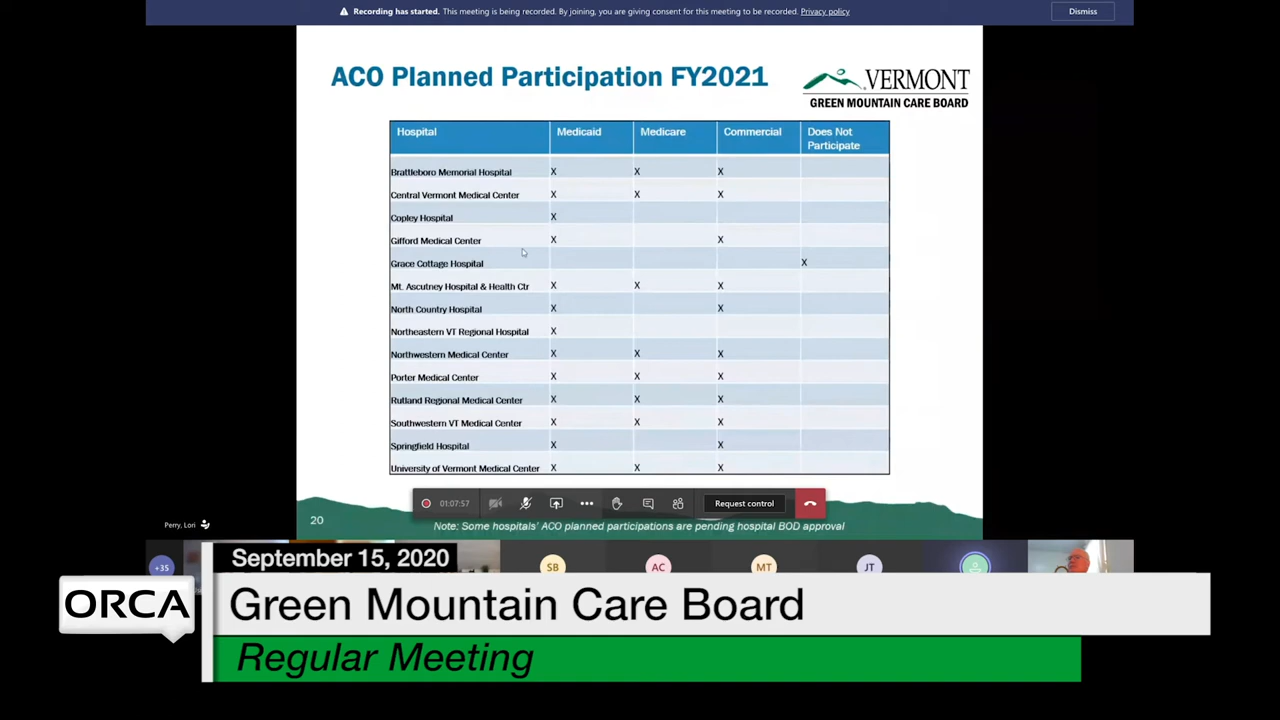 Recording has started. This meeting is being recorded. By joining, you are giving consent for this meeting to be recorded. Privacy policy
Dismiss
ACO Planned Participation FY2021
VERMONT
GREEN MOUNTAIN CARE BOARD
Hospital Medicaid Medicare Commercial Does Not Participate
Brattleboro Memorial Hospital X X X
Central Vermont Medical Center X X X
Copley Hospital X
Gifford Medical Center X X
Grace Cottage Hospital X
Mt. Ascutney Hospital & Health Ctr X X X
North Country Hospital X X
Northeastern VT Regional Hospital X
Northwestern Medical Center X X X
Porter Medical Center X X X
Rutland Regional Medical Center X X X
Southwestern VT Medical Center X X X
Springfield Hospital X X
University of Vermont Medical Center X X X
01:07:57
Request control
20
Note: Some hospitals' ACO planned participations are pending hospital BOD approval
Perry, Lori
+35
SB
AC
MT
JT
September 15, 2020
ORCA
Green Mountain Care Board
Regular Meeting